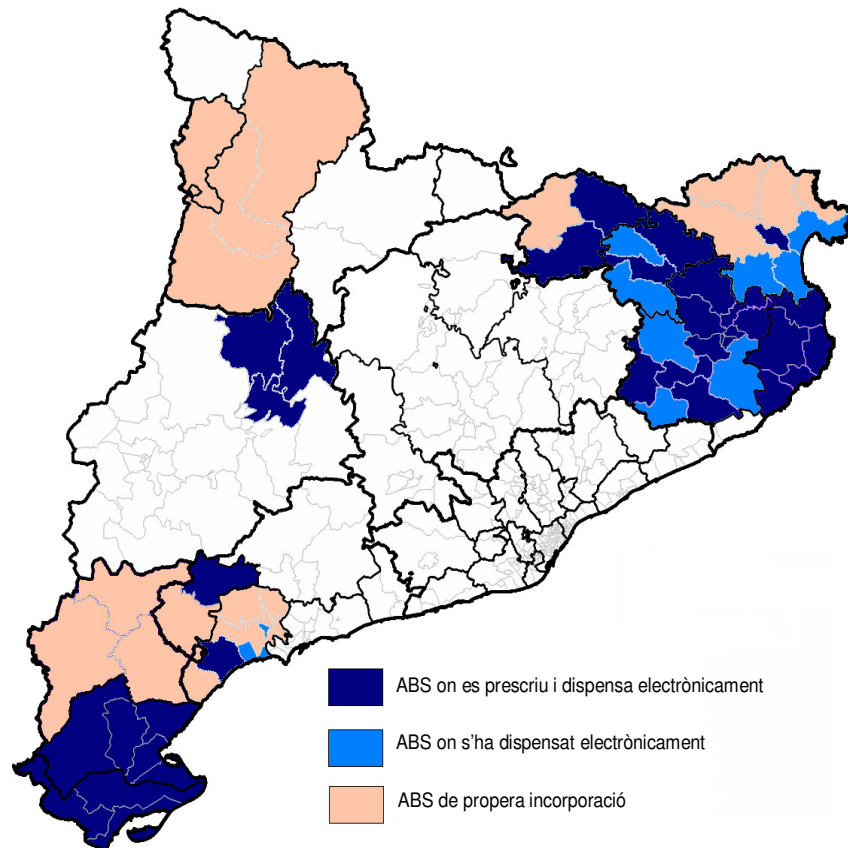 ABS on es prescriu i dispensa electrònicament
ABS on s'ha dispensat electrònicament
ABS de propera incorporació